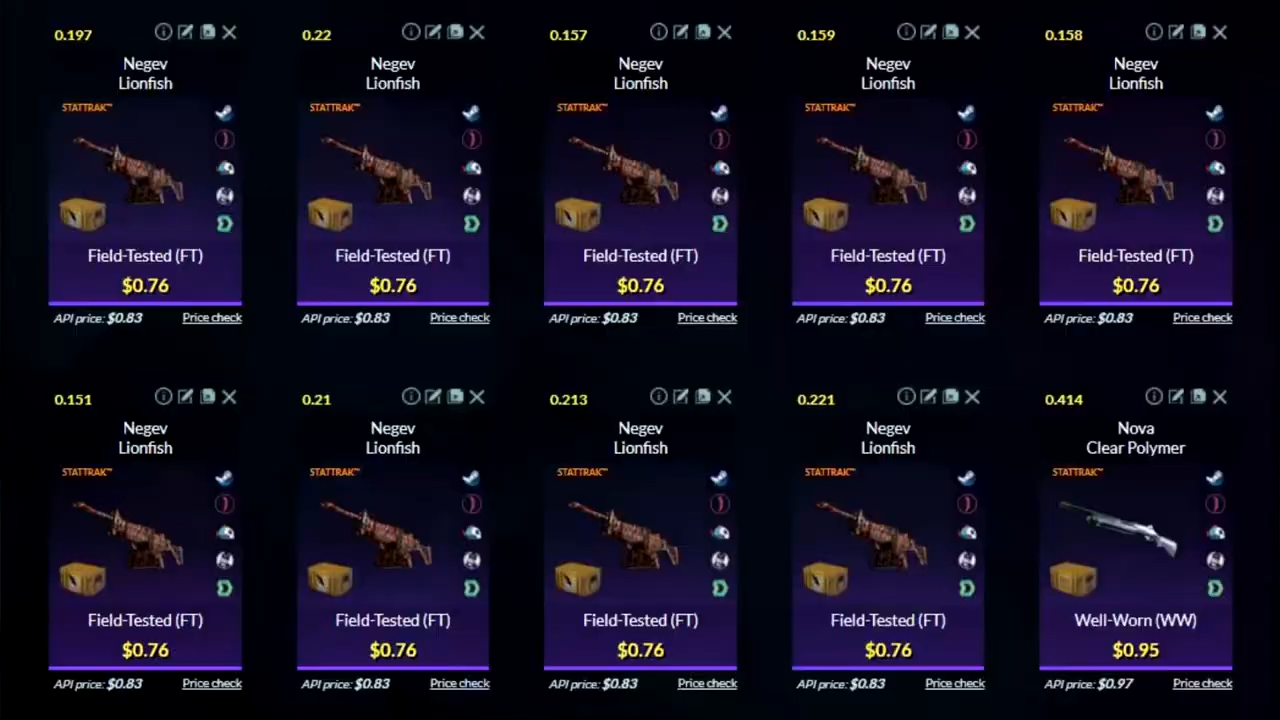 0.197
Negev
Lionfish
STATTRAK™
Field-Tested (FT)
$0.76
API price: $0.83 Price check
0.22
Negev
Lionfish
STATTRAK™
Field-Tested (FT)
$0.76
API price: $0.83 Price check
0.157
Negev
Lionfish
STATTRAK™
Field-Tested (FT)
$0.76
API price: $0.83 Price check
0.159
Negev
Lionfish
STATTRAK™
Field-Tested (FT)
$0.76
API price: $0.83 Price check
0.158
Negev
Lionfish
STATTRAK™
Field-Tested (FT)
$0.76
API price: $0.83 Price check
0.151
Negev
Lionfish
STATTRAK™
Field-Tested (FT)
$0.76
API price: $0.83 Price check
0.21
Negev
Lionfish
STATTRAK™
Field-Tested (FT)
$0.76
API price: $0.83 Price check
0.213
Negev
Lionfish
STATTRAK™
Field-Tested (FT)
$0.76
API price: $0.83 Price check
0.221
Negev
Lionfish
STATTRAK™
Field-Tested (FT)
$0.76
API price: $0.83 Price check
0.414
Nova
Clear Polymer
STATTRAK™
Well-Worn (WW)
$0.95
API price: $0.97 Price check